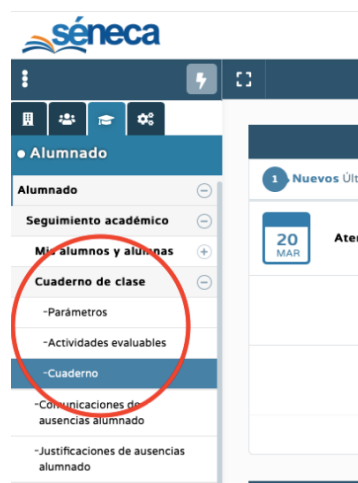 séneca
• Alumnado
1 Nuevos Últ
Alumnado
Seguimiento académico
20
MAR
Ate
Mis alumnos y alumnas
Cuaderno de clase
-Parámetros
-Actividades evaluables
-Cuaderno
-Comunicaciones de
ausencias alumnado
-Justificaciones de ausencias
alumnado